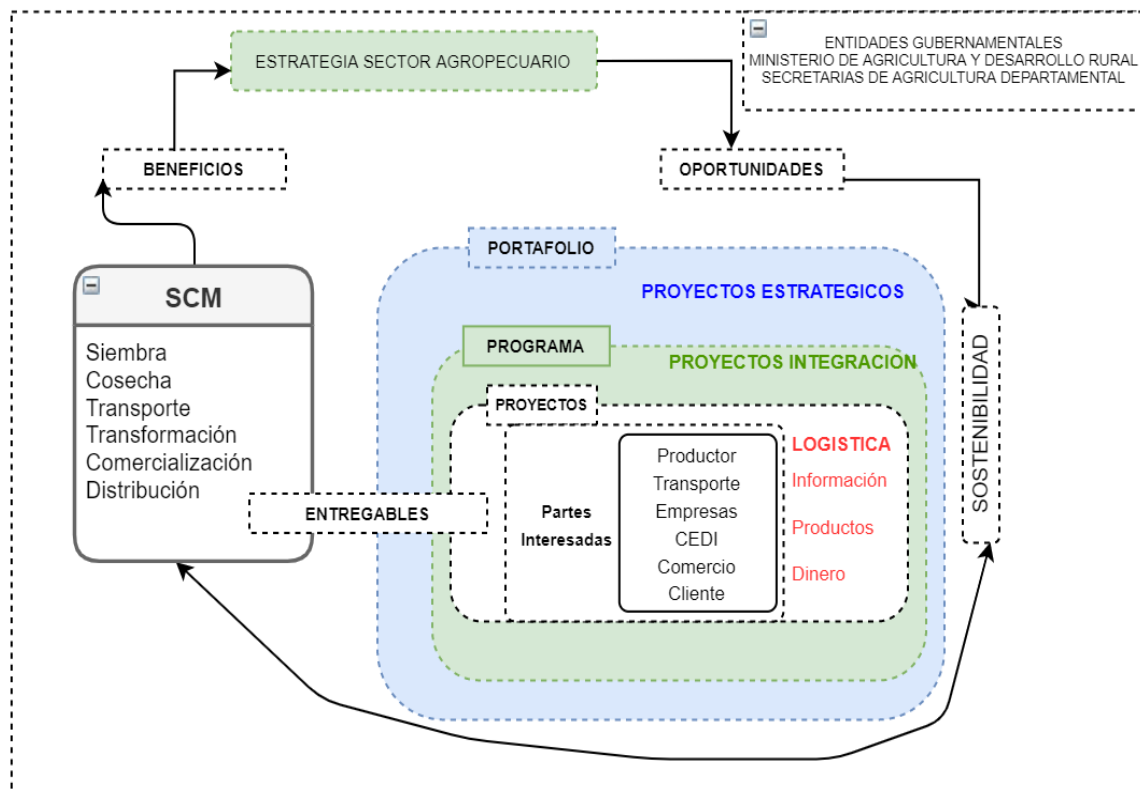 ESTRATEGIA SECTOR AGROPECUARIO
ENTIDADES GUBERNAMENTALES
MINISTERIO DE AGRICULTURA Y DESARROLLO RURAL
SECRETARIAS DE AGRICULTURA DEPARTAMENTAL
BENEFICIOS
OPORTUNIDADES
SCM
Siembra
Cosecha
Transporte
Transformación
Comercialización
Distribución
ENTREGABLES
PORTAFOLIO
PROYECTOS ESTRATEGICOS
PROGRAMA
PROYECTOS INTEGRACIÓN
PROYECTOS
Partes
Interesadas
Productor
Transporte
Empresas
CEDI
Comercio
Cliente
LOGISTICA
Información
Productos
Dinero
SOSTENIBILIDAD